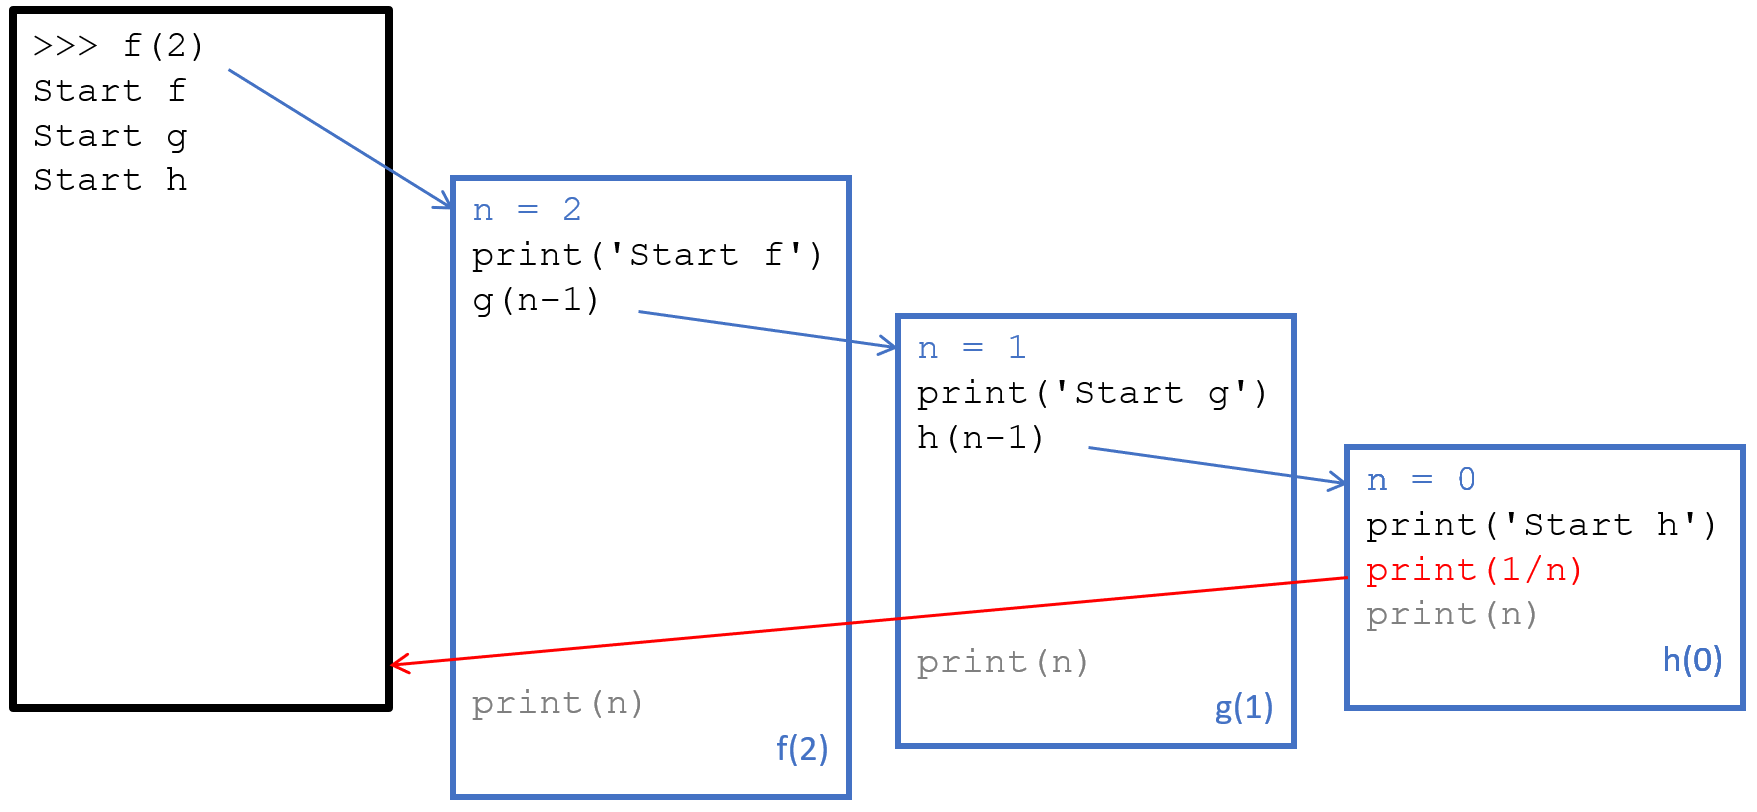 >>> f(2)
Start f
Start g
Start h
n = 2
print('Start f')
g(n-1)
print(n)
f(2)
n = 1
print('Start g')
h(n-1)
print(n)
g(1)
n = 0
print('Start h')
print(1/n)
print(n)
h(0)